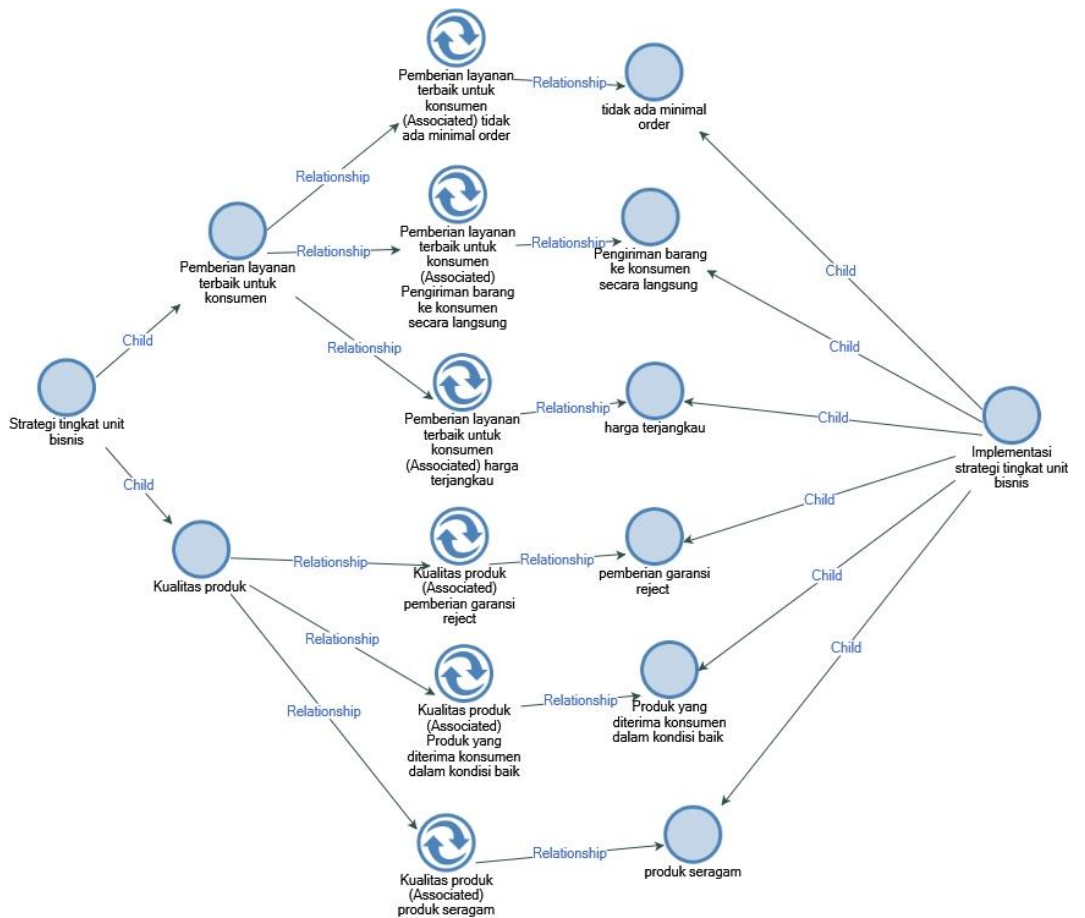 Pemberian layanan
terbaik untuk
konsumen
(Associated) tidak
ada minimal order
Relationship
tidak ada minimal
order
Relationship
Pemberian layanan
terbaik untuk
konsumen
Relationship
Pemberian layanan
terbaik untuk
konsumen
(Associated)
Pengiriman barang
ke konsumen
secara langsung
Relationship
Pengiriman barang
ke konsumen
secara langsung
Child
Child
Child
Relationship
Strategi tingkat unit
bisnis
Pemberian layanan
terbaik untuk
konsumen
(Associated) harga
terjangkau
Relationship
harga terjangkau
Child
Implementasi
strategi tingkat unit
bisnis
Child
Kualitas produk
Relationship
Kualitas produk
(Associated)
pemberian garansi
reject
Relationship
pemberian garansi
reject
Child
Relationship
Kualitas produk
(Associated)
Produk yang
diterima konsumen
dalam kondisi baik
Relationship
Produk yang
diterima konsumen
dalam kondisi baik
Child
Relationship
Kualitas produk
(Associated)
produk seragam
Relationship
produk seragam
Child